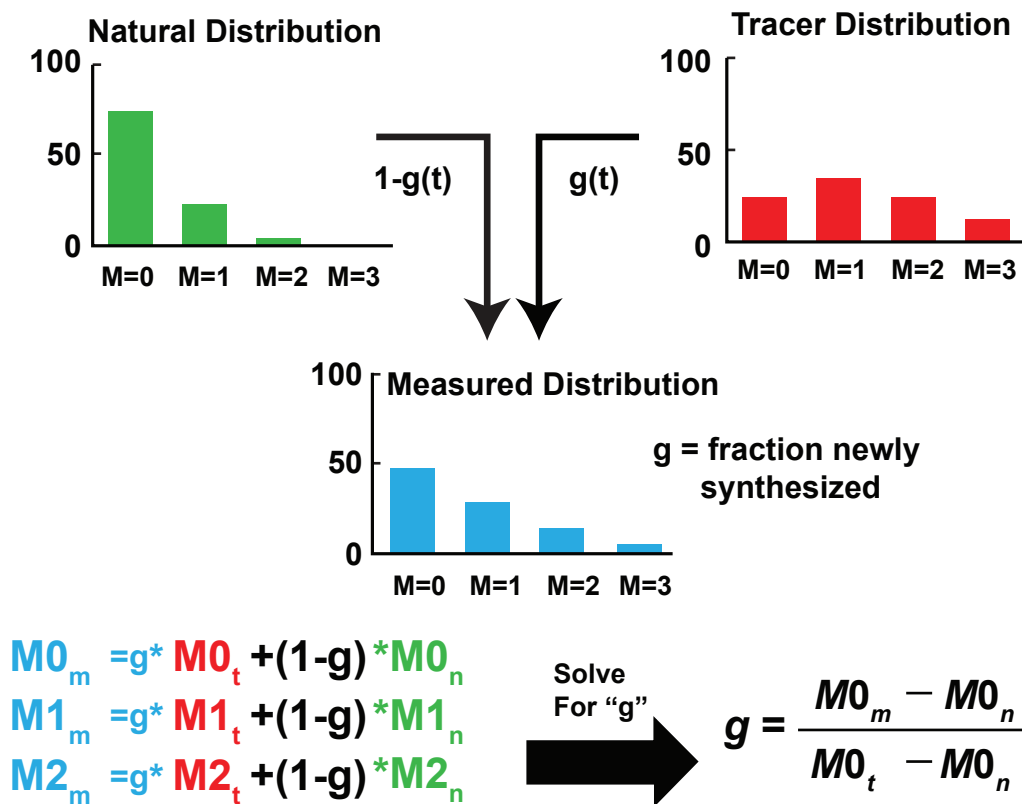 Natural Distribution
100
50
0
M=0 M=1 M=2 M=3
Tracer Distribution
100
50
0
M=0 M=1 M=2 M=3
1-g(t)
g(t)
Measured Distribution
100
50
0
M=0 M=1 M=2 M=3
g = fraction newly
synthesized
M0m =g* M0t +(1-g) *M0n
M1m =g* M1t +(1-g) *M1n
M2m =g* M2t +(1-g) *M2n
Solve
For “g”
g = (M0m − M0n) / (M0t − M0n)